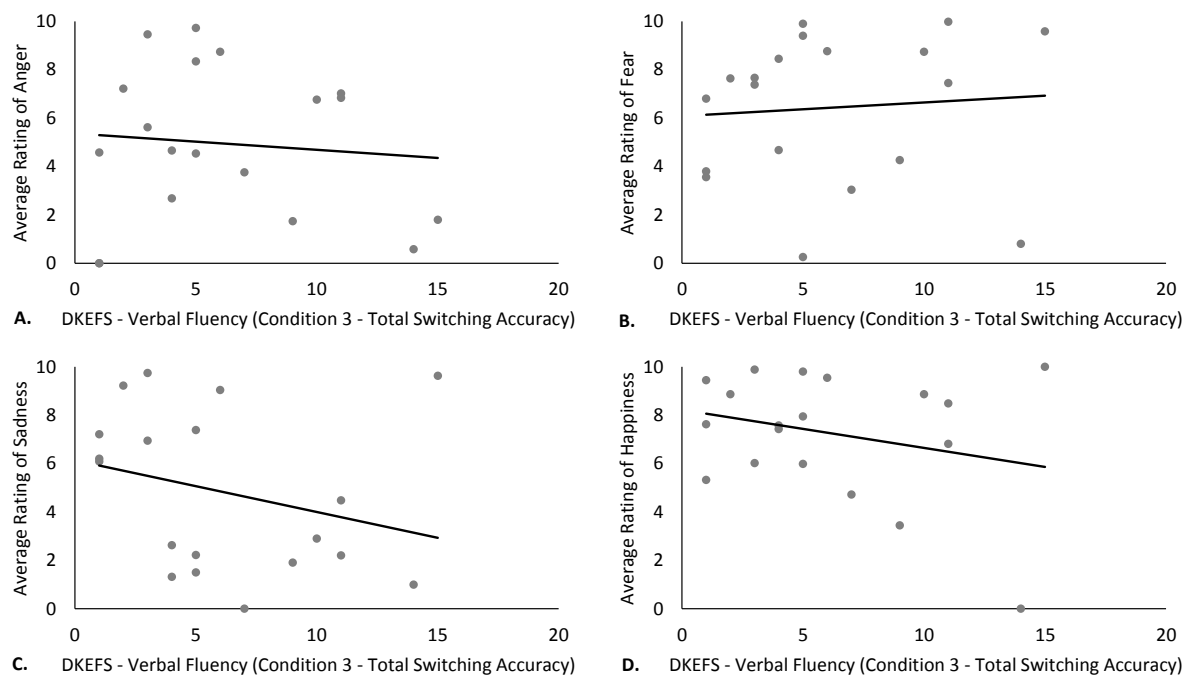 Average Rating of Anger
10
8
6
4
2
0
0 5 10 15 20
A. DKEFS - Verbal Fluency (Condition 3 - Total Switching Accuracy)
Average Rating of Fear
10
8
6
4
2
0
0 5 10 15 20
B. DKEFS - Verbal Fluency (Condition 3 - Total Switching Accuracy)
Average Rating of Sadness
10
8
6
4
2
0
0 5 10 15 20
C. DKEFS - Verbal Fluency (Condition 3 - Total Switching Accuracy)
Average Rating of Happiness
10
8
6
4
2
0
0 5 10 15 20
D. DKEFS - Verbal Fluency (Condition 3 - Total Switching Accuracy)